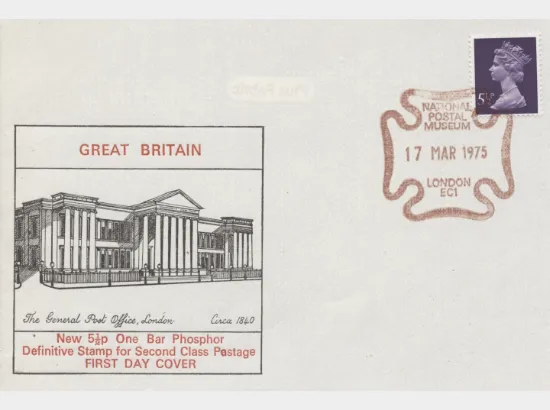 5½P
NATIONAL
POSTAL
MUSEUM
17 MAR 1975
LONDON
EC1
GREAT BRITAIN
The General Post Office, London Circa 1840
New 5½p One Bar Phosphor
Definitive Stamp for Second Class Postage
FIRST DAY COVER